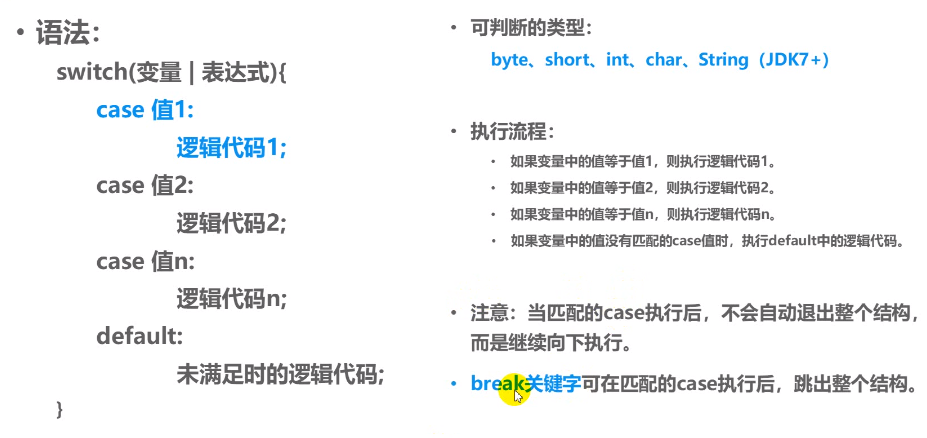 • 语法：
switch(变量 | 表达式){
case 值1:
逻辑代码1;
case 值2:
逻辑代码2;
case 值n:
逻辑代码n;
default:
未满足时的逻辑代码;
}
• 可判断的类型：
byte、short、int、char、String（JDK7+）
• 执行流程：
• 如果变量中的值等于值1，则执行逻辑代码1。
• 如果变量中的值等于值2，则执行逻辑代码2。
• 如果变量中的值等于值n，则执行逻辑代码n。
• 如果变量中的值没有匹配的case值时，执行default中的逻辑代码。
• 注意：当匹配的case执行后，不会自动退出整个结构，
而是继续向下执行。
• break关键字可在匹配的case执行后，跳出整个结构。